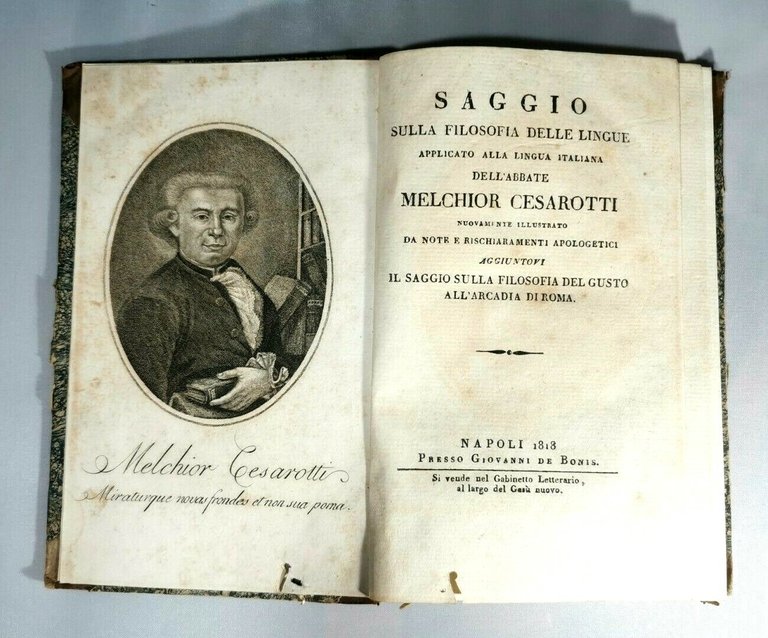 Melchior Cesarotti
Miraturque novas frondes et non sua poma.
SAGGIO
SULLA FILOSOFIA DELLE LINGUE
APPLICATO ALLA LINGUA ITALIANA
DELL'ABBATE
MELCHIOR CESAROTTI
NUOVAMENTE ILLUSTRATO
DA NOTE E RISCHIARAMENTI APOLOGETICI
AGGIUNTOVI
IL SAGGIO SULLA FILOSOFIA DEL GUSTO
ALL'ARCADIA DI ROMA.
NAPOLI 1818
PRESSO GIOVANNI DE BONIS.
Si vende nel Gabinetto Letterario,
al largo del Gesù nuovo.